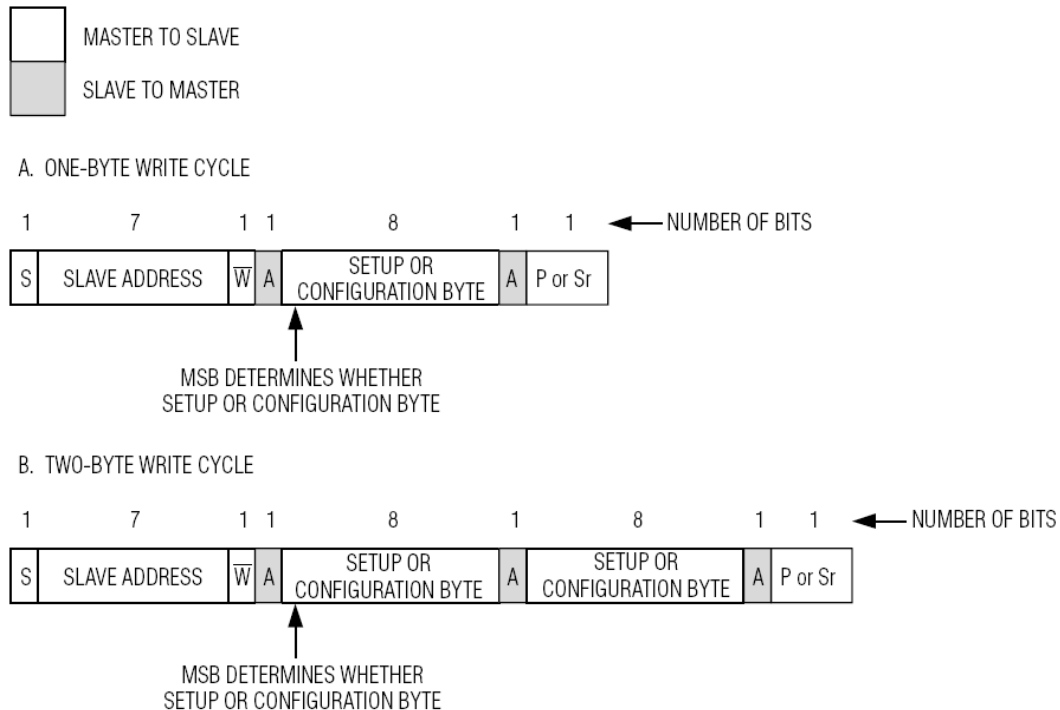 MASTER TO SLAVE
SLAVE TO MASTER
A. ONE-BYTE WRITE CYCLE
1 7 1 1 8 1 1 NUMBER OF BITS
S SLAVE ADDRESS W̅ A SETUP OR CONFIGURATION BYTE A P or Sr
MSB DETERMINES WHETHER
SETUP OR CONFIGURATION BYTE
B. TWO-BYTE WRITE CYCLE
1 7 1 1 8 1 8 1 1 NUMBER OF BITS
S SLAVE ADDRESS W̅ A SETUP OR CONFIGURATION BYTE A SETUP OR CONFIGURATION BYTE A P or Sr
MSB DETERMINES WHETHER
SETUP OR CONFIGURATION BYTE